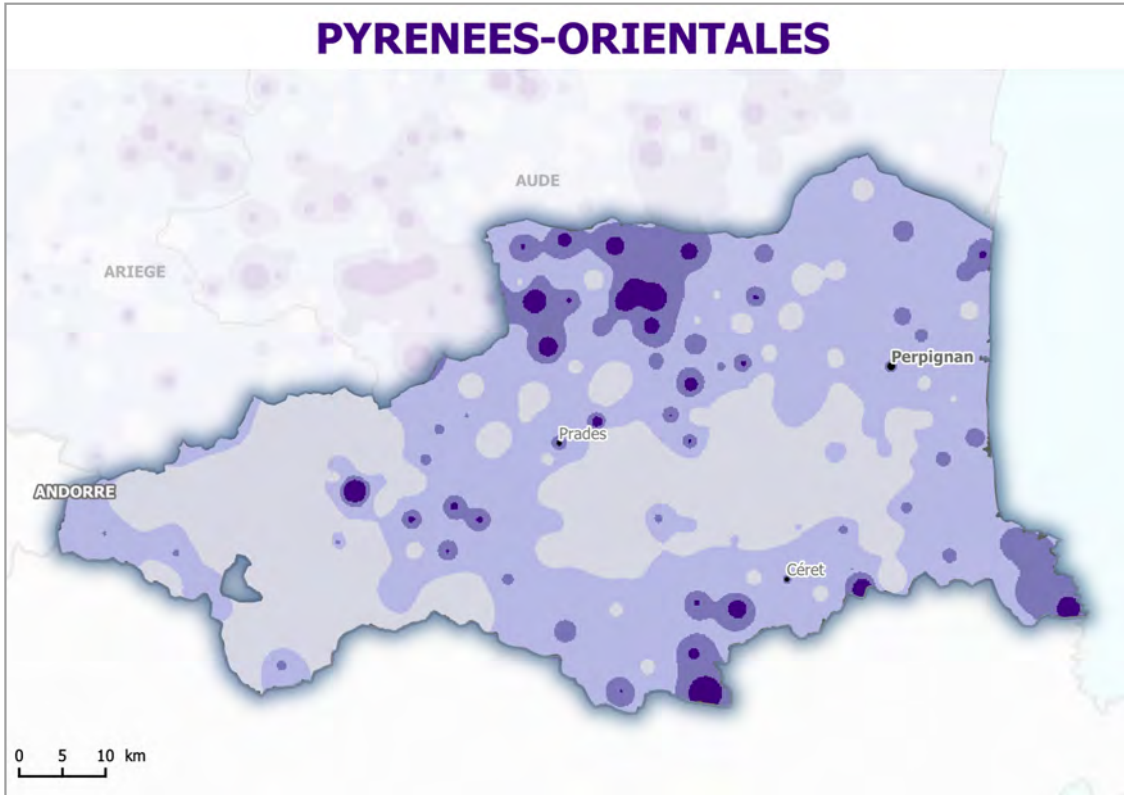 PYRENEES-ORIENTALES
AUDE
ARIEGE
Perpignan
Prades
ANDORRE
Céret
0 5 10 km